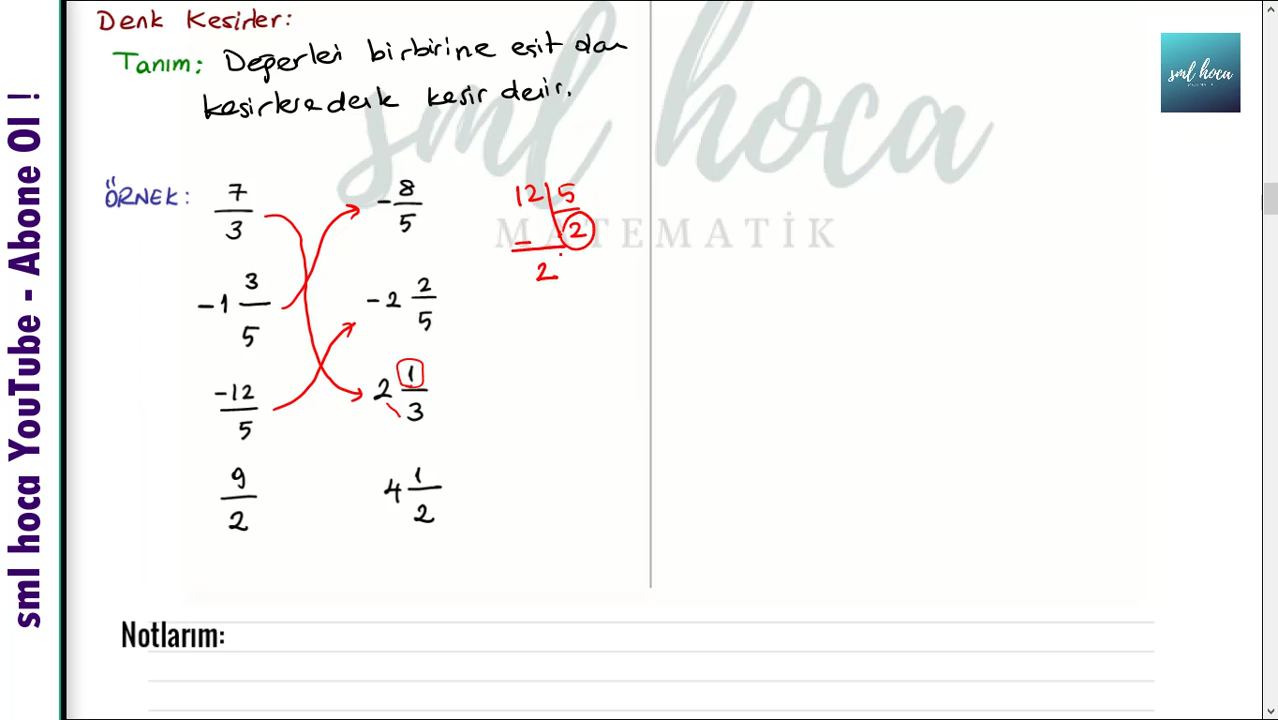 Denk Kesirler:
Tanım: Değerleri birbirine eşit olan
kesirlere denk kesir denir.
sml hoca
MATEMATİK
sml hoca
ÖRNEK: 7/3 -8/5
12 | 5
2
2
-1 3/5 -2 2/5
-12/5 2 1/3
9/2 4 1/2
Notlarım:
sml hoca YouTube - Abone Ol !